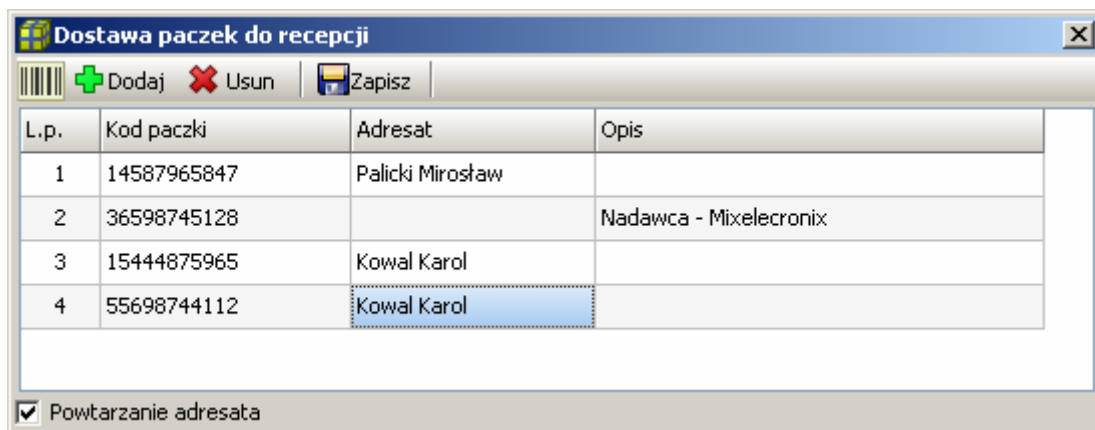 Dostawa paczek do recepcji
Dodaj Usun Zapisz
L.p. Kod paczki Adresat Opis
1 14587965847 Palicki Mirosław
2 36598745128 Nadawca - Mixelecronix
3 15444875965 Kowal Karol
4 55698744112 Kowal Karol
Powtarzanie adresata